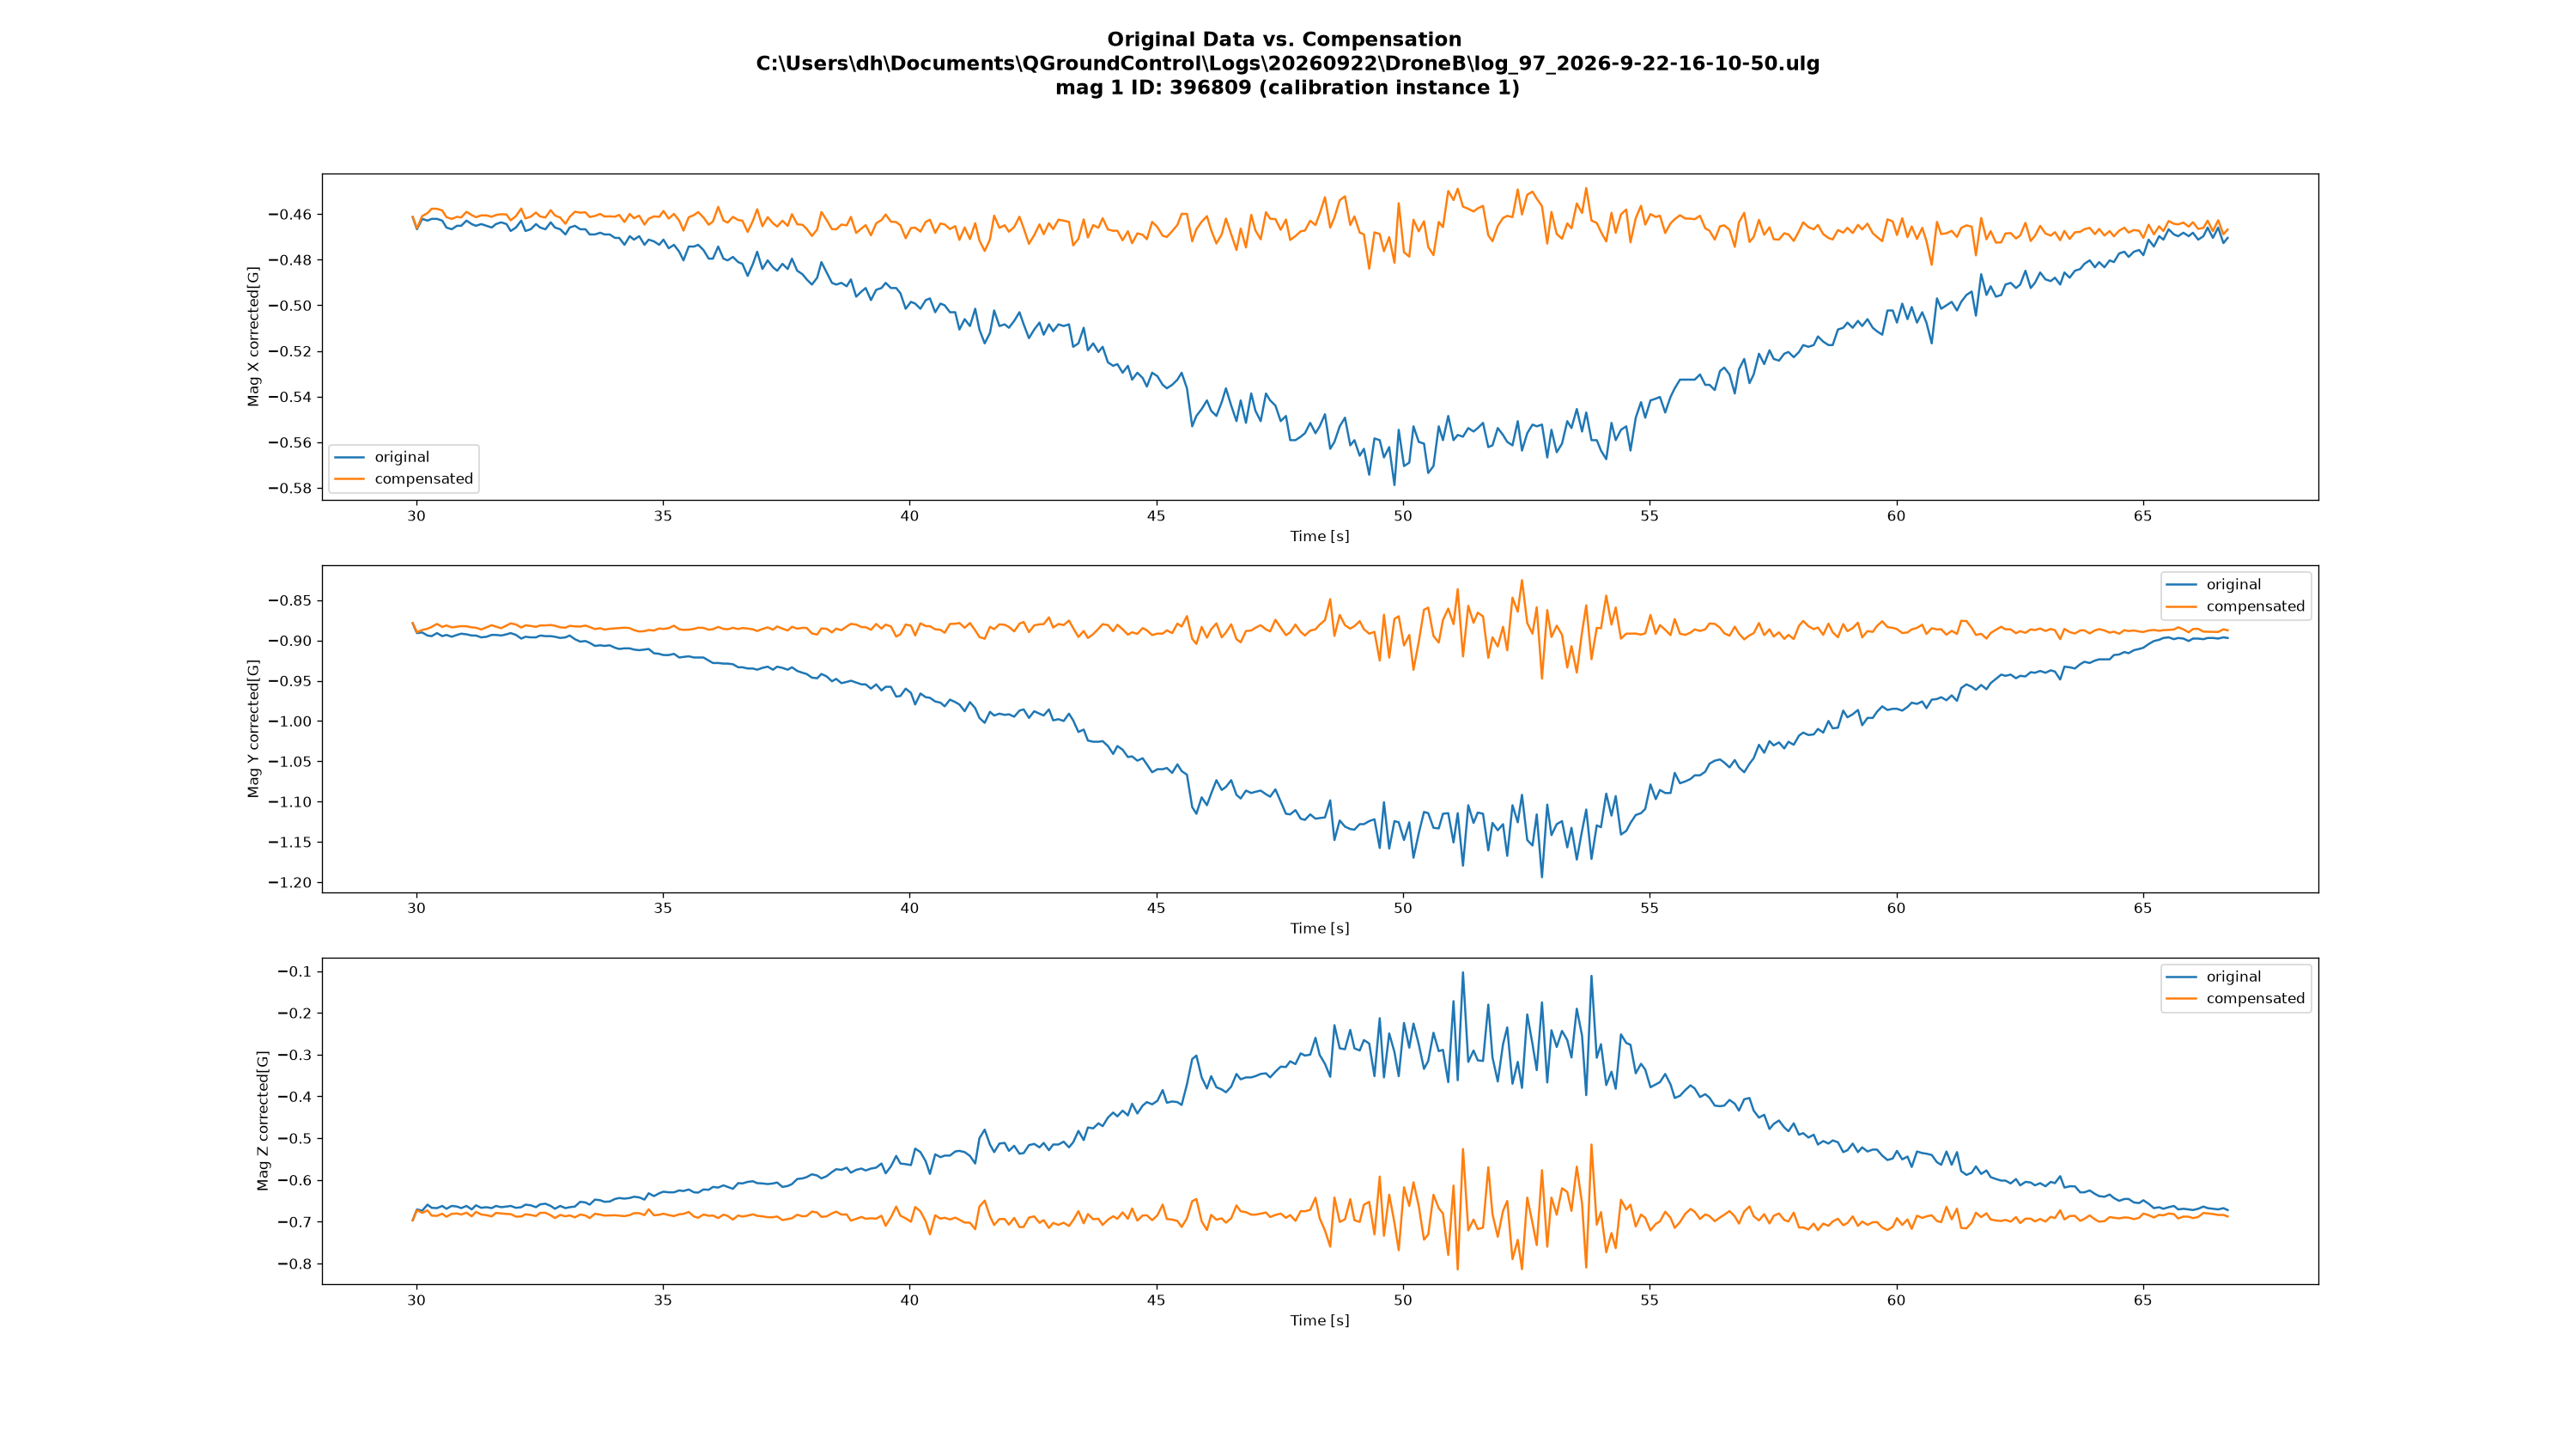 Original Data vs. Compensation
C:\Users\dh\Documents\QGroundControl\Logs\20260922\DroneB\log_97_2026-9-22-16-10-50.ulg
mag 1 ID: 396809 (calibration instance 1)
Mag X corrected[G]
−0.46
−0.48
−0.50
−0.52
−0.54
−0.56
−0.58
original
compensated
30 35 40 45 50 55 60 65
Time [s]
Mag Y corrected[G]
−0.85
−0.90
−0.95
−1.00
−1.05
−1.10
−1.15
−1.20
original
compensated
30 35 40 45 50 55 60 65
Time [s]
Mag Z corrected[G]
−0.1
−0.2
−0.3
−0.4
−0.5
−0.6
−0.7
−0.8
original
compensated
30 35 40 45 50 55 60 65
Time [s]